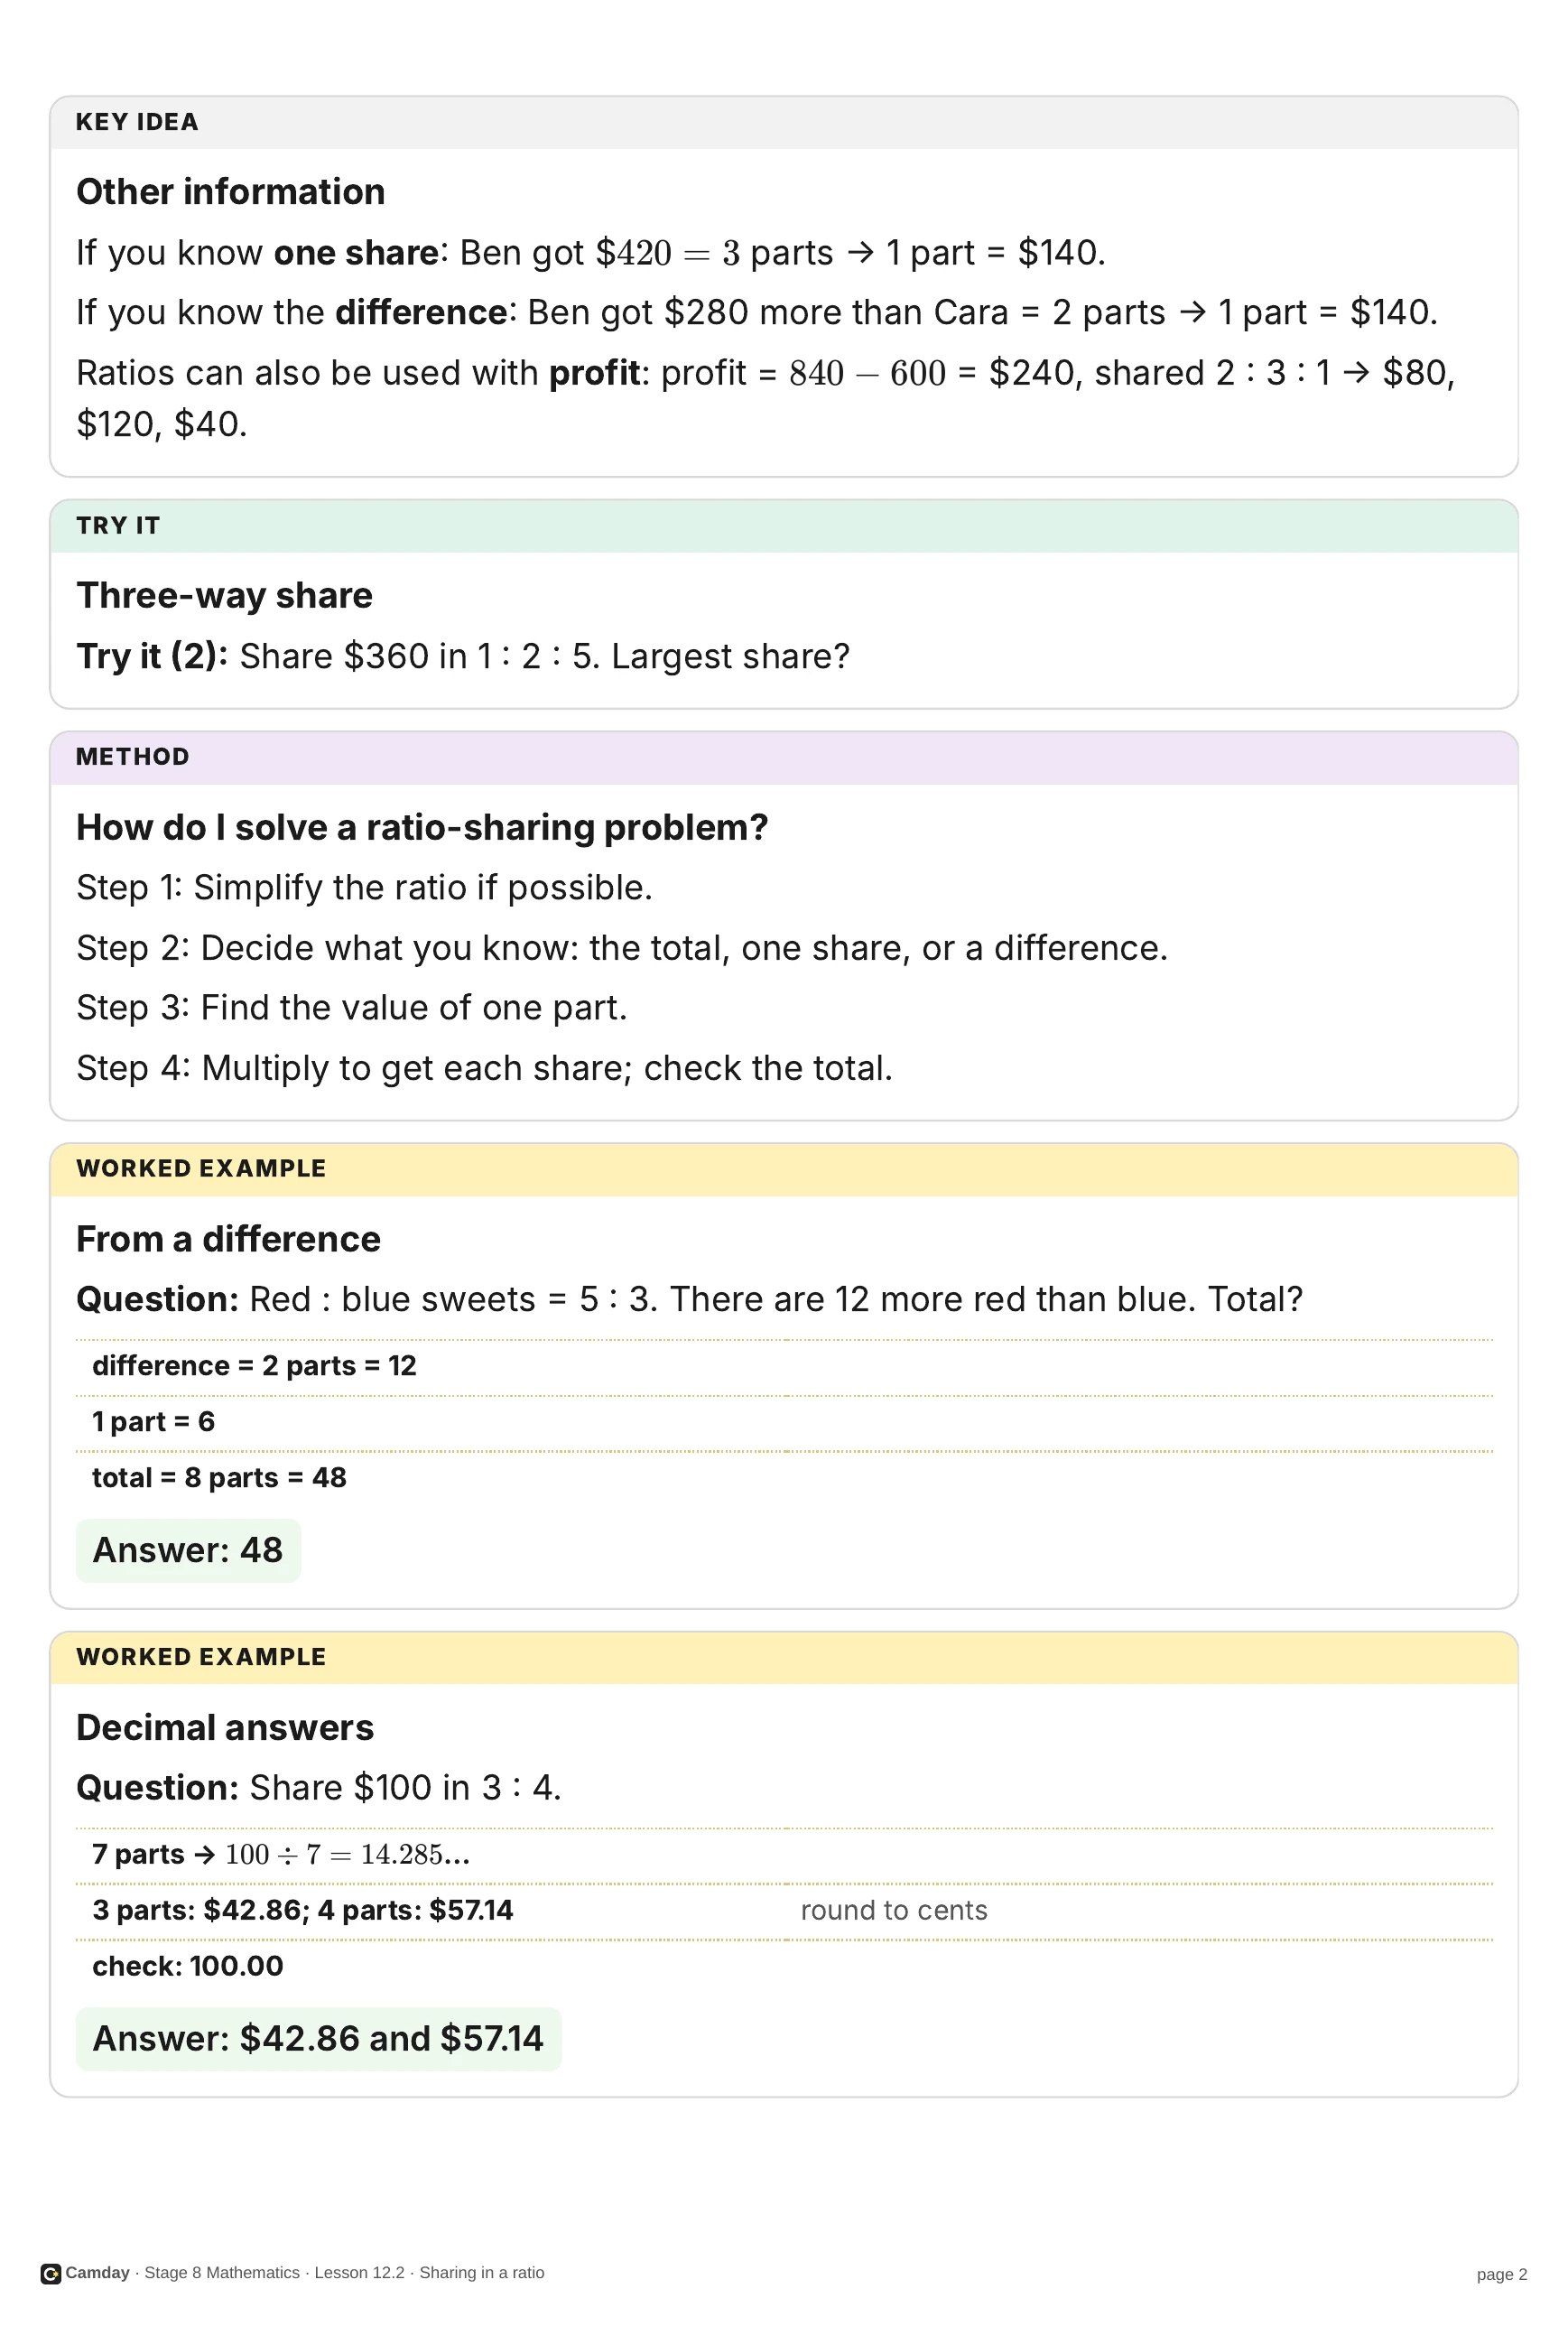 KEY IDEA
Other information
If you know one share: Ben got $420 = 3 parts → 1 part = $140.
If you know the difference: Ben got $280 more than Cara = 2 parts → 1 part = $140.
Ratios can also be used with profit: profit = 840 − 600 = $240, shared 2 : 3 : 1 → $80,
$120, $40.
TRY IT
Three-way share
Try it (2): Share $360 in 1 : 2 : 5. Largest share?
METHOD
How do I solve a ratio-sharing problem?
Step 1: Simplify the ratio if possible.
Step 2: Decide what you know: the total, one share, or a difference.
Step 3: Find the value of one part.
Step 4: Multiply to get each share; check the total.
WORKED EXAMPLE
From a difference
Question: Red : blue sweets = 5 : 3. There are 12 more red than blue. Total?
difference = 2 parts = 12
1 part = 6
total = 8 parts = 48
Answer: 48
WORKED EXAMPLE
Decimal answers
Question: Share $100 in 3 : 4.
7 parts → 100 ÷ 7 = 14.285...
3 parts: $42.86; 4 parts: $57.14 round to cents
check: 100.00
Answer: $42.86 and $57.14
Camday · Stage 8 Mathematics · Lesson 12.2 · Sharing in a ratio page 2